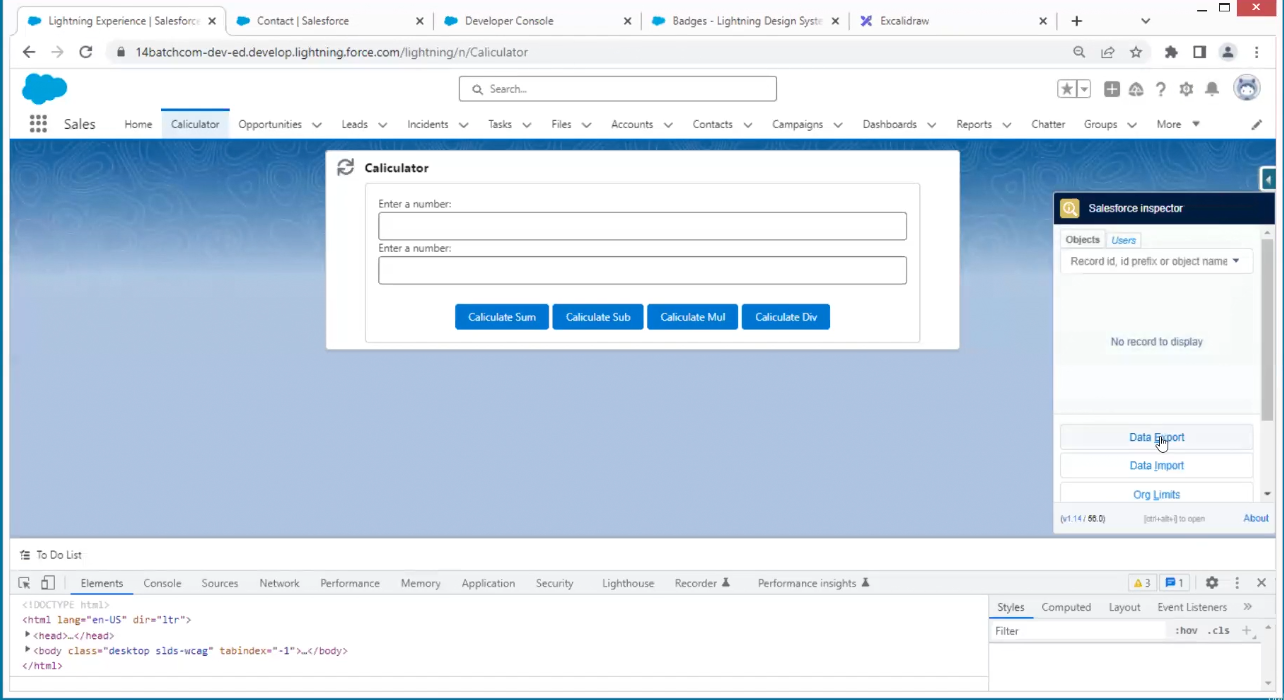 Lightning Experience | Salesforce
Contact | Salesforce
Developer Console
Badges - Lightning Design Syste
Excalidraw
14batchcom-dev-ed.develop.lightning.force.com/lightning/n/Caliculator
Search...
Sales
Home
Caliculator
Opportunities
Leads
Incidents
Tasks
Files
Accounts
Contacts
Campaigns
Dashboards
Reports
Chatter
Groups
More
Caliculator
Enter a number:
Enter a number:
Calculate Sum
Calculate Sub
Calculate Mul
Calculate Div
Salesforce inspector
Objects
Users
Record id, id prefix or object name
No record to display
Data Export
Data Import
Org Limits
(v1.14 / 56.0)
[ctrl+alt+i] to open
About
To Do List
Elements
Console
Sources
Network
Performance
Memory
Application
Security
Lighthouse
Recorder
Performance insights
3
1
<!DOCTYPE html>
<html lang="en-US" dir="ltr">
<head>…</head>
<body class="desktop slds-wcag" tabindex="-1">…</body>
</html>
Styles
Computed
Layout
Event Listeners
Filter
:hov
.cls